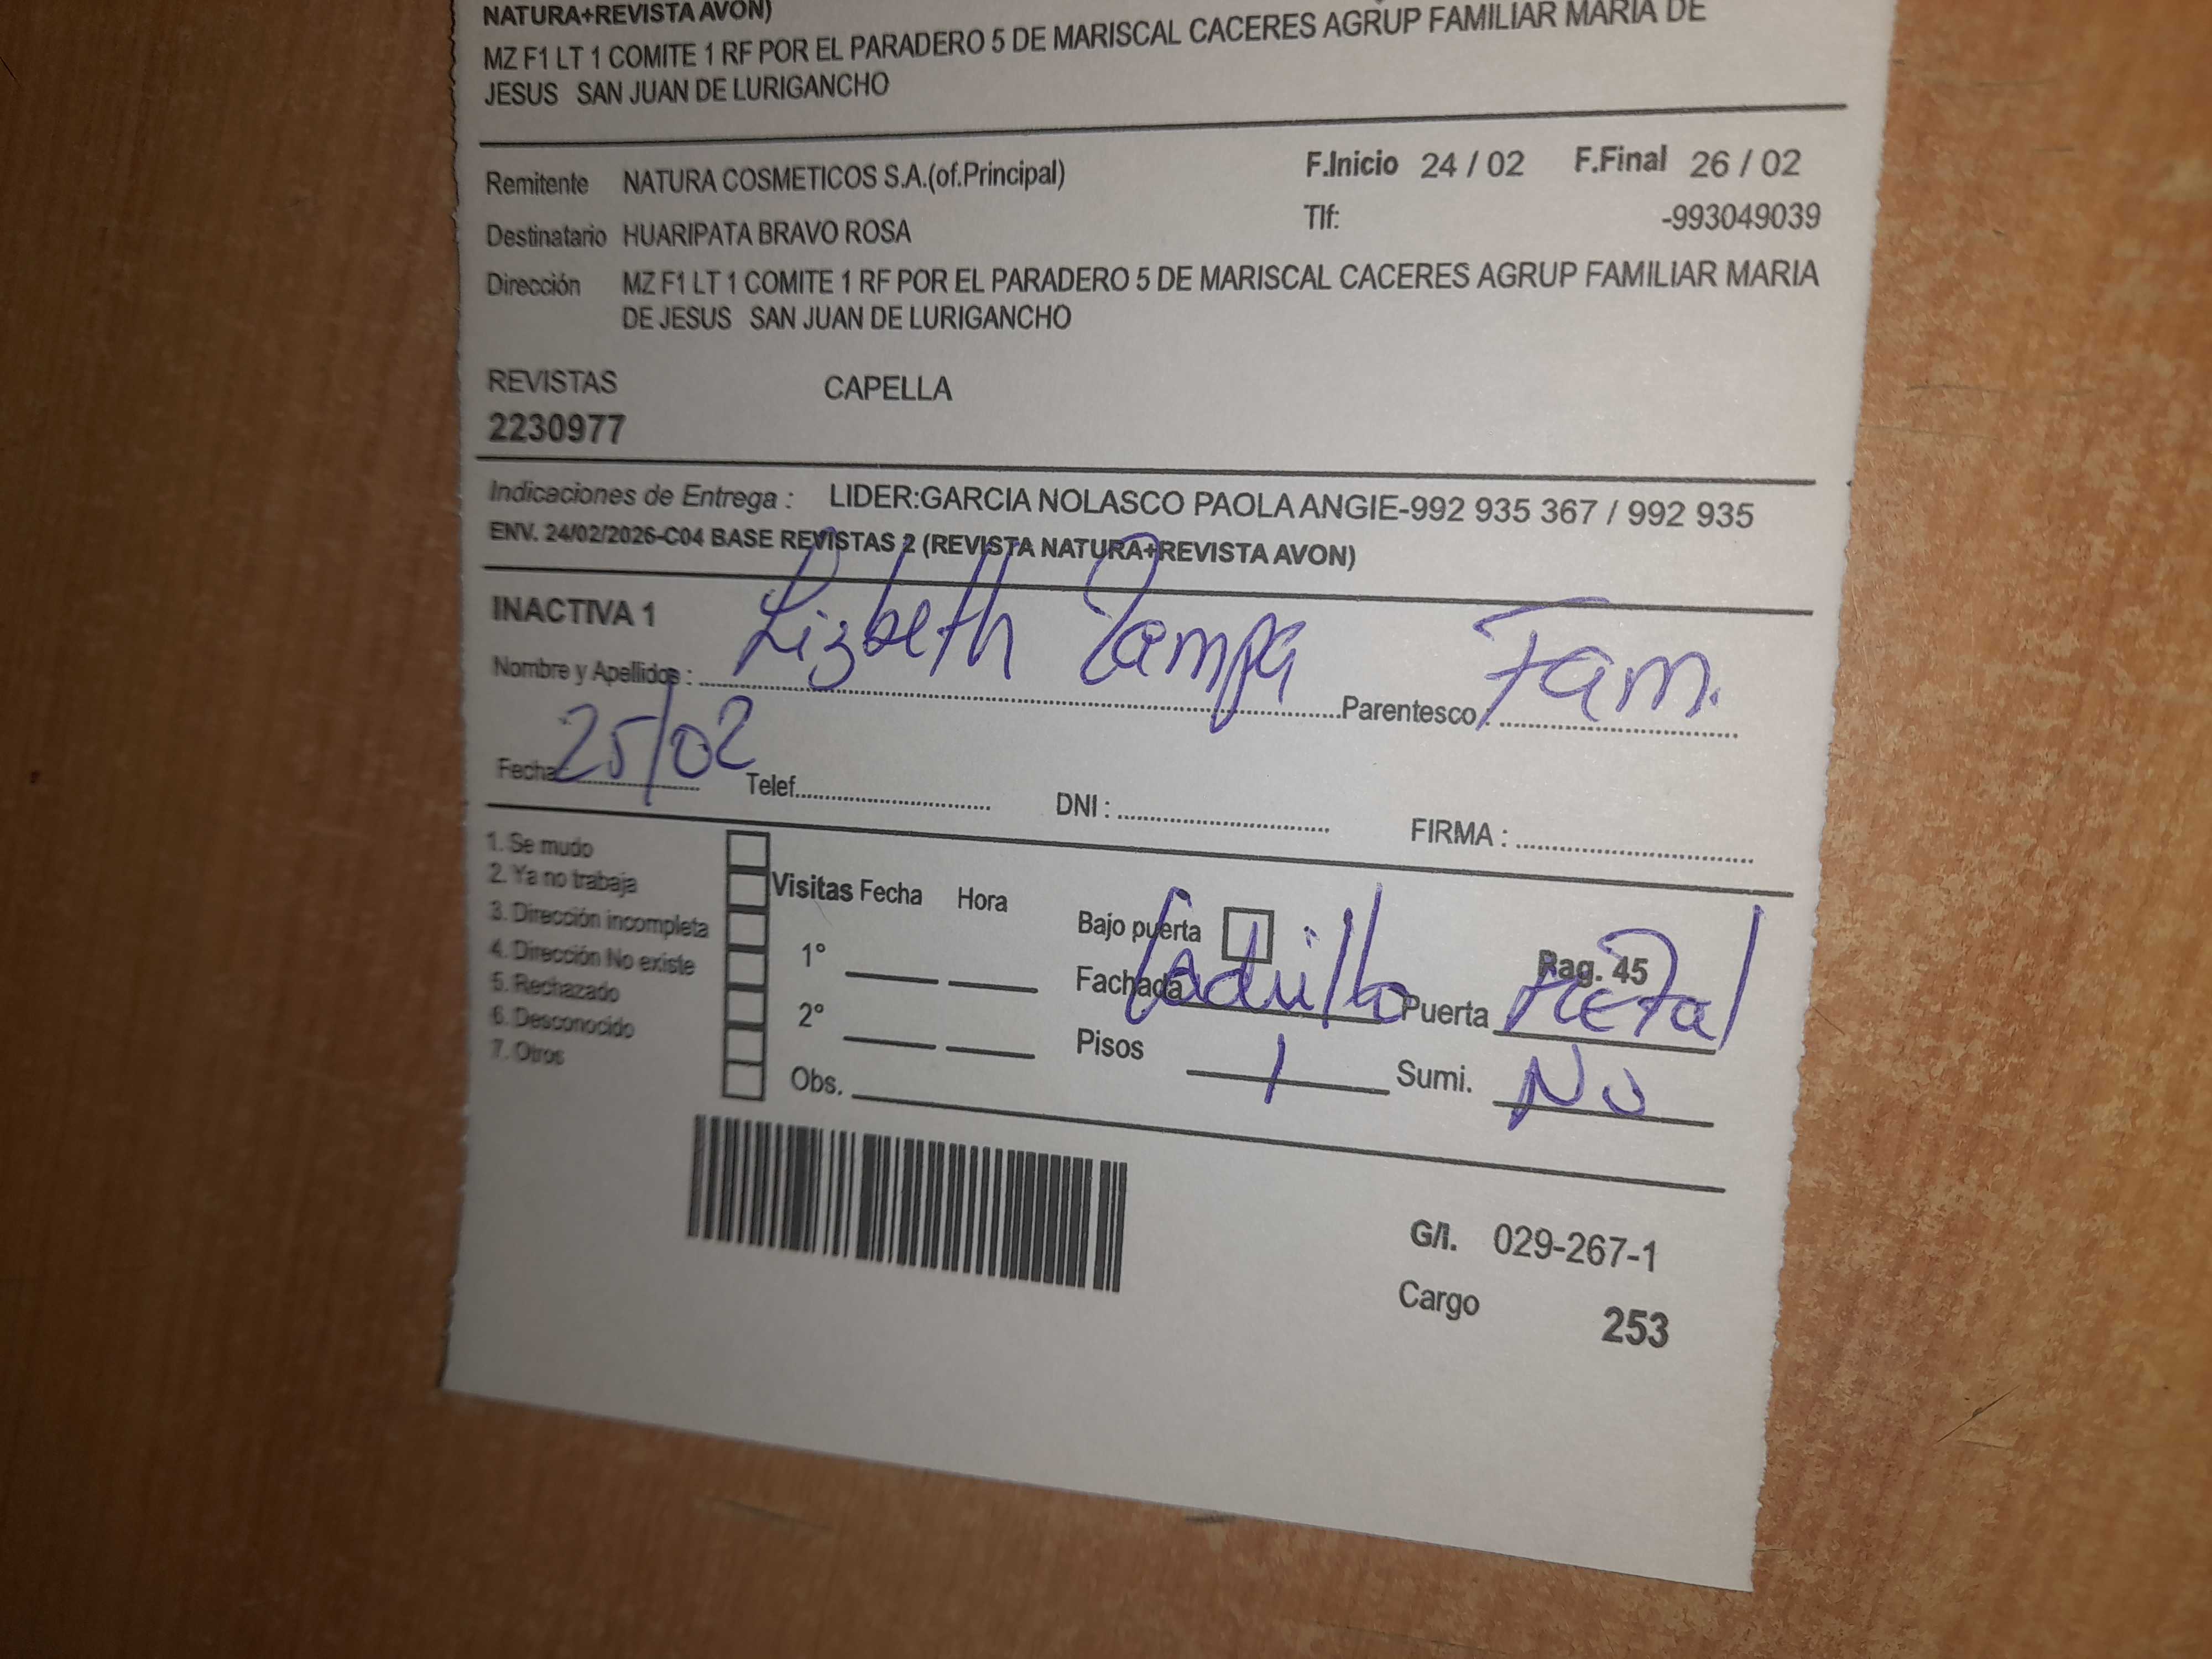 NATURA+REVISTA AVON)
MZ F1 LT 1 COMITE 1 RF POR EL PARADERO 5 DE MARISCAL CACERES AGRUP FAMILIAR MARIA DE
JESUS SAN JUAN DE LURIGANCHO
Remitente NATURA COSMETICOS S.A.(of.Principal) F.Inicio 24 / 02 F.Final 26 / 02
Destinatario HUARIPATA BRAVO ROSA Tlf: -993049039
Dirección MZ F1 LT 1 COMITE 1 RF POR EL PARADERO 5 DE MARISCAL CACERES AGRUP FAMILIAR MARIA
DE JESUS SAN JUAN DE LURIGANCHO
REVISTAS CAPELLA
2230977
Indicaciones de Entrega : LIDER:GARCIA NOLASCO PAOLA ANGIE-992 935 367 / 992 935
ENV. 24/02/2026-C04 BASE REVISTAS 2 (REVISTA NATURA+REVISTA AVON)
INACTIVA 1
Nombre y Apellidos : Lizbeth Zampa Parentesco : Fam.
Fecha 25/02 Telef. DNI : FIRMA :
1. Se mudo
2. Ya no trabaja Visitas Fecha Hora Bajo puerta
3. Dirección incompleta 1° Pag. 45
4. Dirección No existe Fachada Ladrillo Puerta Metal
5. Rechazado 2°
6. Desconocido Pisos 1 Sumi. No
7. Otros Obs.
G/I. 029-267-1
Cargo 253